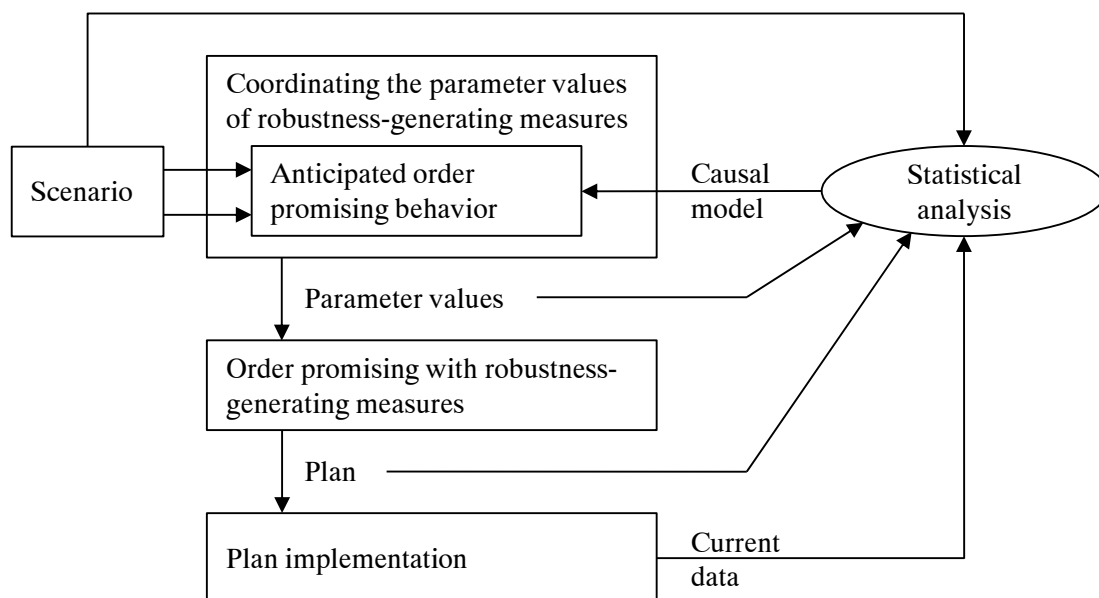 Coordinating the parameter values
of robustness-generating measures
Scenario
Anticipated order
promising behavior
Causal
model
Statistical
analysis
Parameter values
Order promising with robustness-
generating measures
Plan
Plan implementation
Current
data